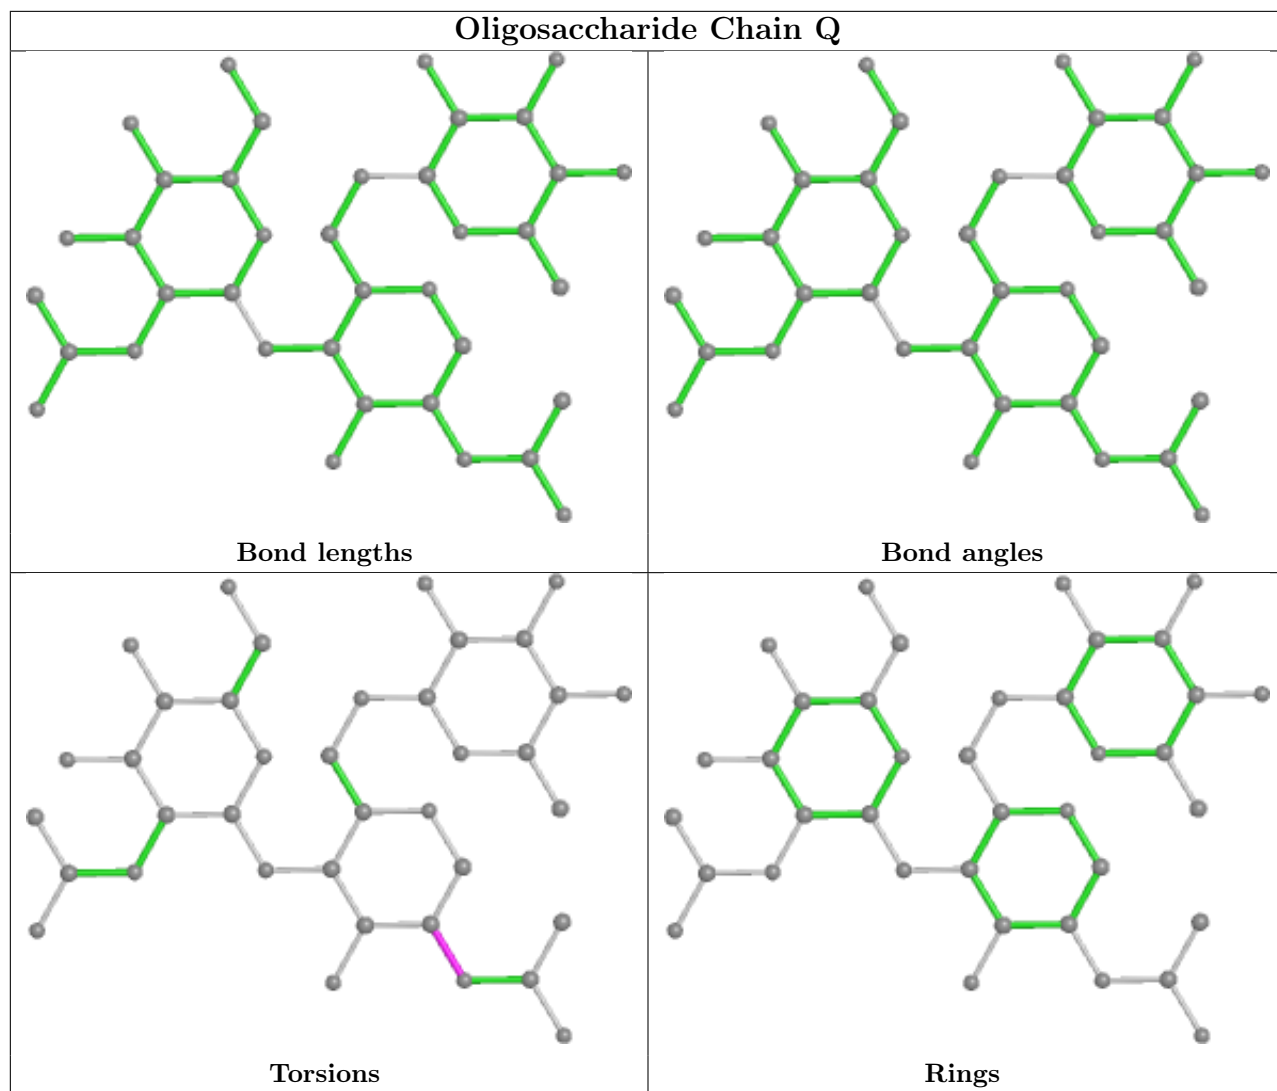 Oligosaccharide Chain Q
Bond lengths
Bond angles
Torsions
Rings